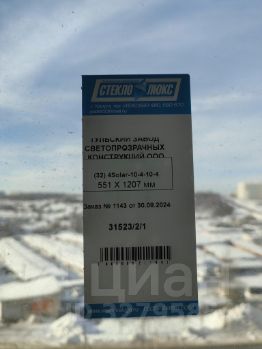 СТЕКЛО ЛЮКС
ТУЛЬСКИЙ ЗАВОД
СВЕТОПРОЗРАЧНЫХ
КОНСТРУКЦИЙ ООО
(32) 4Solar-10-4-10-4
551 X 1207 мм
Заказ № 1143 от 30.09.2024
31523/2/1
циан